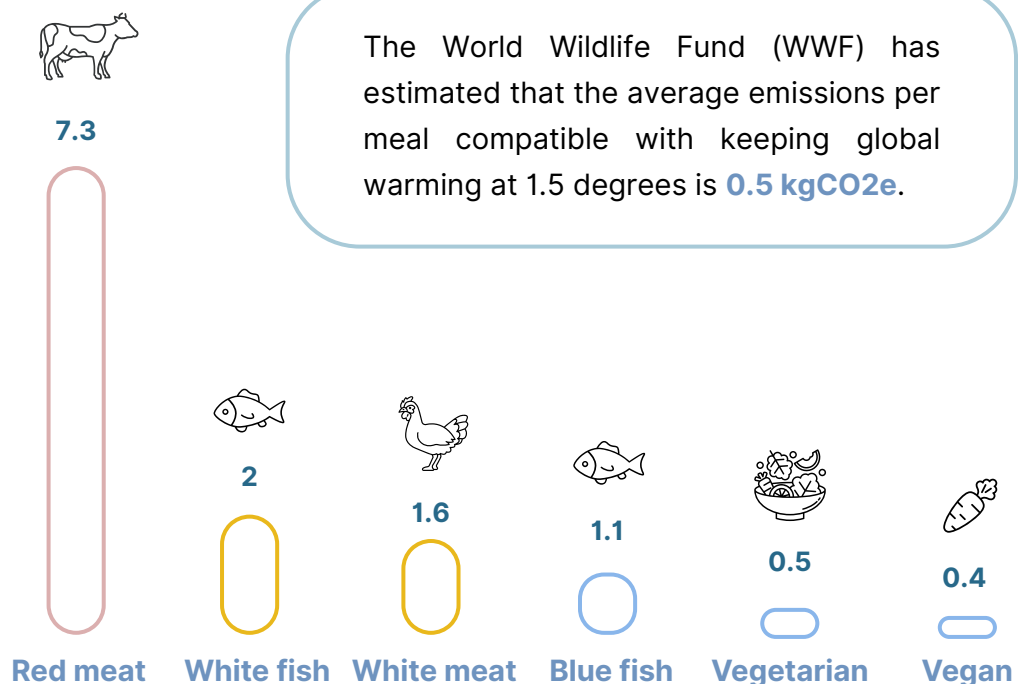 The World Wildlife Fund (WWF) has
estimated that the average emissions per
meal compatible with keeping global
warming at 1.5 degrees is 0.5 kgCO2e.
7.3
2
1.6
1.1
0.5
0.4
Red meat
White fish
White meat
Blue fish
Vegetarian
Vegan